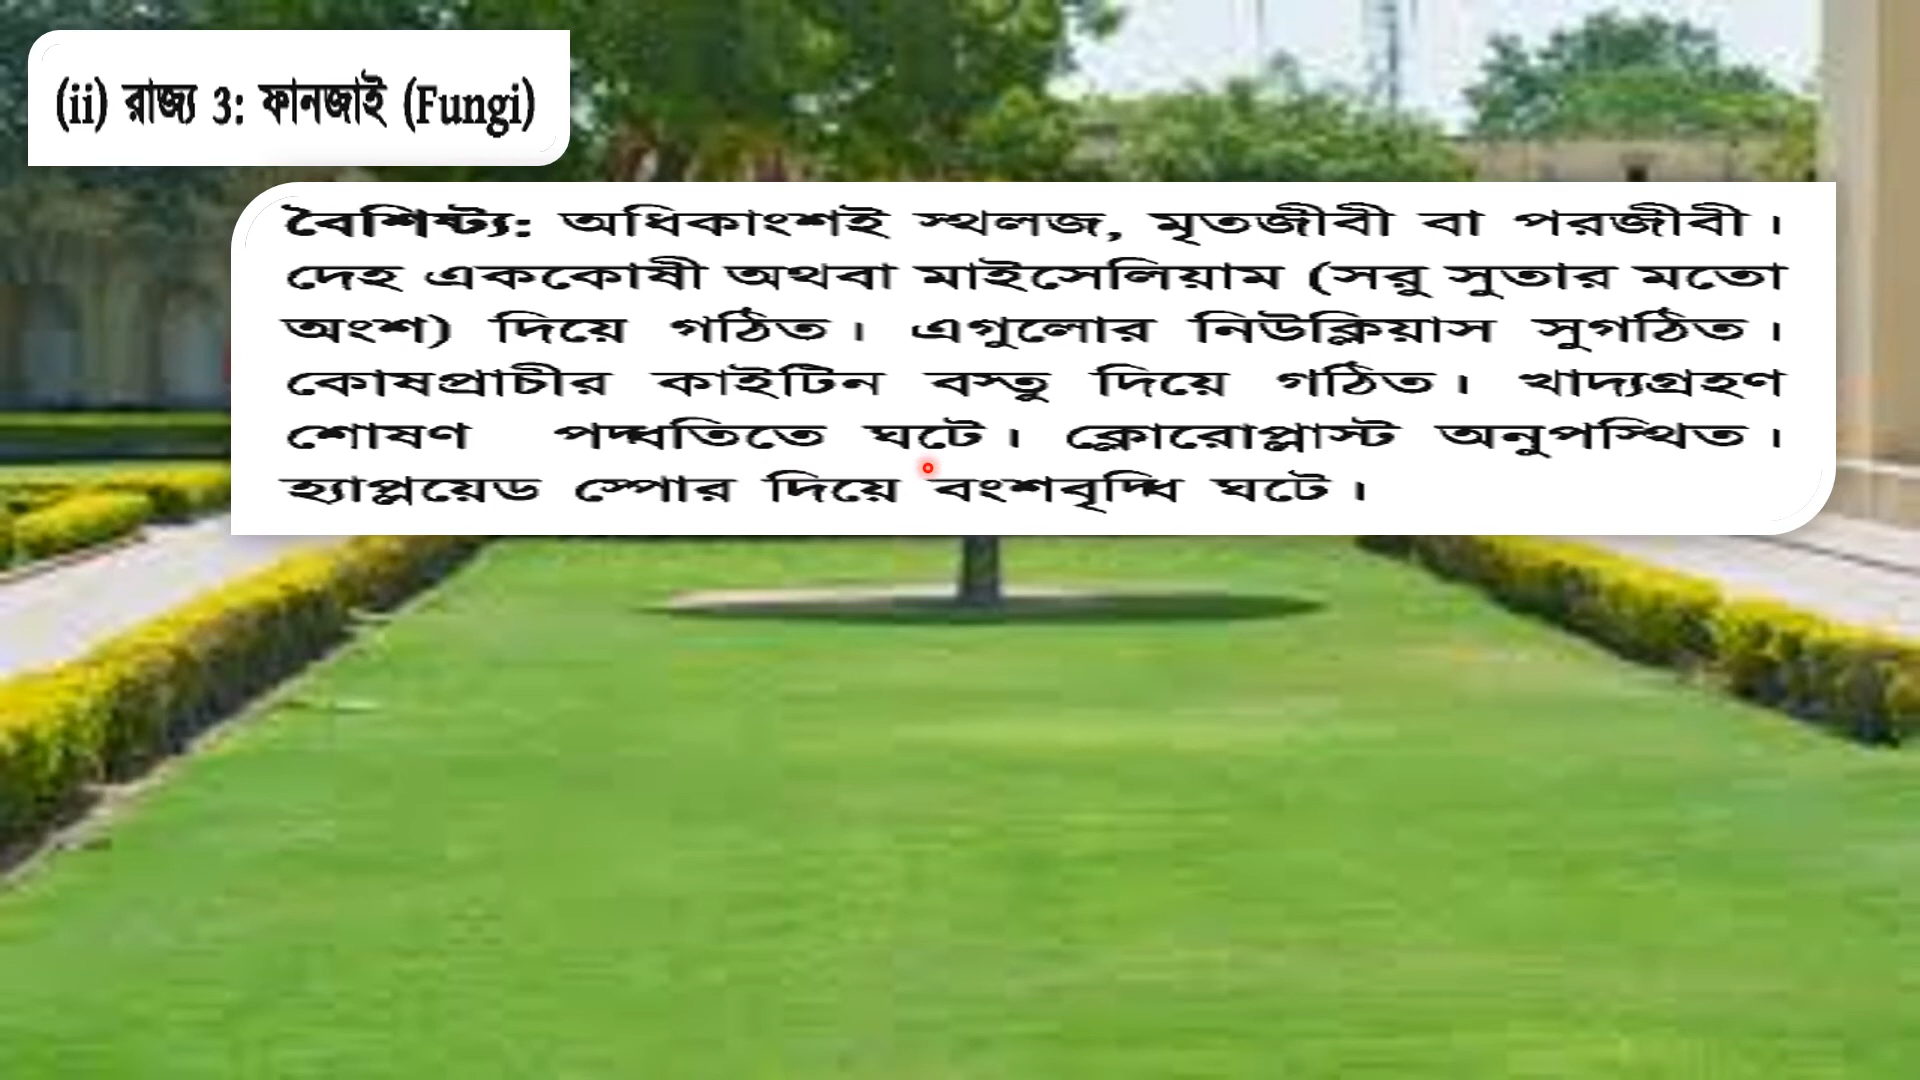 (ii) রাজ্য 3: ফানজাই (Fungi)
বৈশিষ্ট্য: অধিকাংশই স্থলজ, মৃতজীবী বা পরজীবী।
দেহ এককোষী অথবা মাইসেলিয়াম (সরু সুতার মতো
অংশ) দিয়ে গঠিত। এগুলোর নিউক্লিয়াস সুগঠিত।
কোষপ্রাচীর কাইটিন বস্তু দিয়ে গঠিত। খাদ্যগ্রহণ
শোষণ পদ্ধতিতে ঘটে। ক্লোরোপ্লাস্ট অনুপস্থিত।
হ্যাপ্লয়েড স্পোর দিয়ে বংশবৃদ্ধি ঘটে।